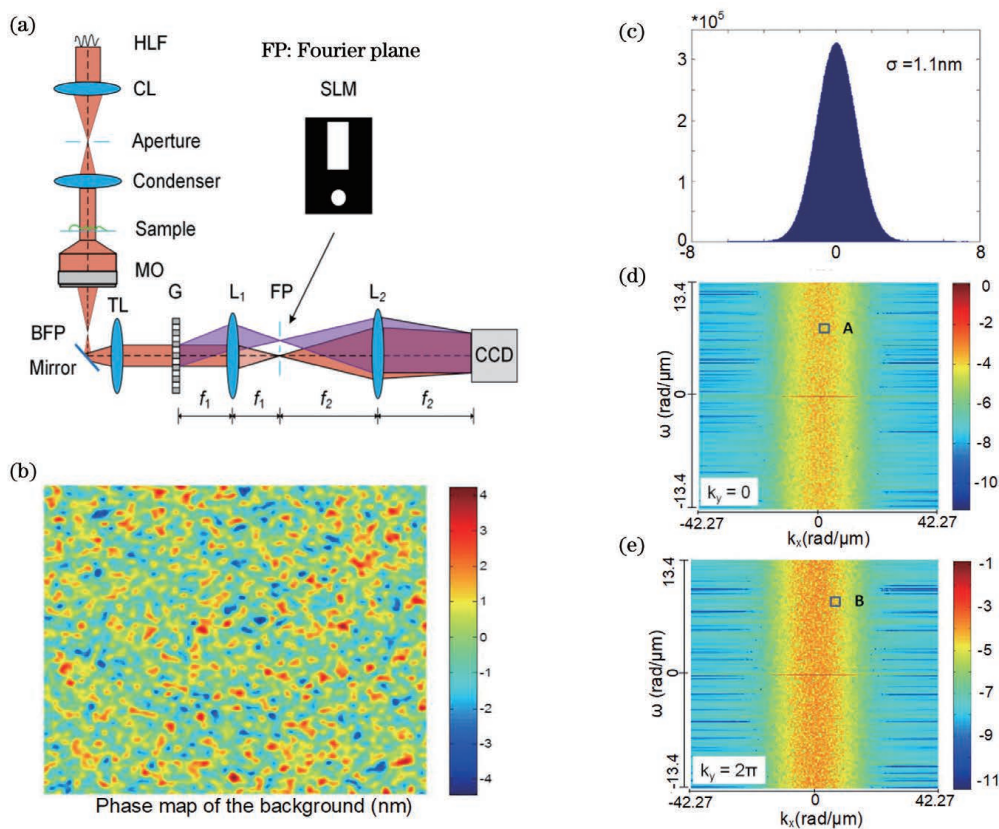 (a)
HLF
CL
Aperture
Condenser
Sample
MO
TL
BFP
Mirror
FP: Fourier plane
SLM
G
L1
FP
L2
CCD
f1
f1
f2
f2
(b)
4
3
2
1
0
-1
-2
-3
-4
Phase map of the background (nm)
(c)
*10^5
σ =1.1nm
3
2
1
0
-8
0
8
(d)
13.4
0
-13.4
ω (rad/μm)
A
ky = 0
-42.27
0
42.27
kx(rad/μm)
0
-2
-4
-6
-8
-10
(e)
13.4
0
-13.4
ω (rad/μm)
B
ky = 2π
-42.27
0
42.27
kx(rad/μm)
-1
-3
-5
-7
-9
-11